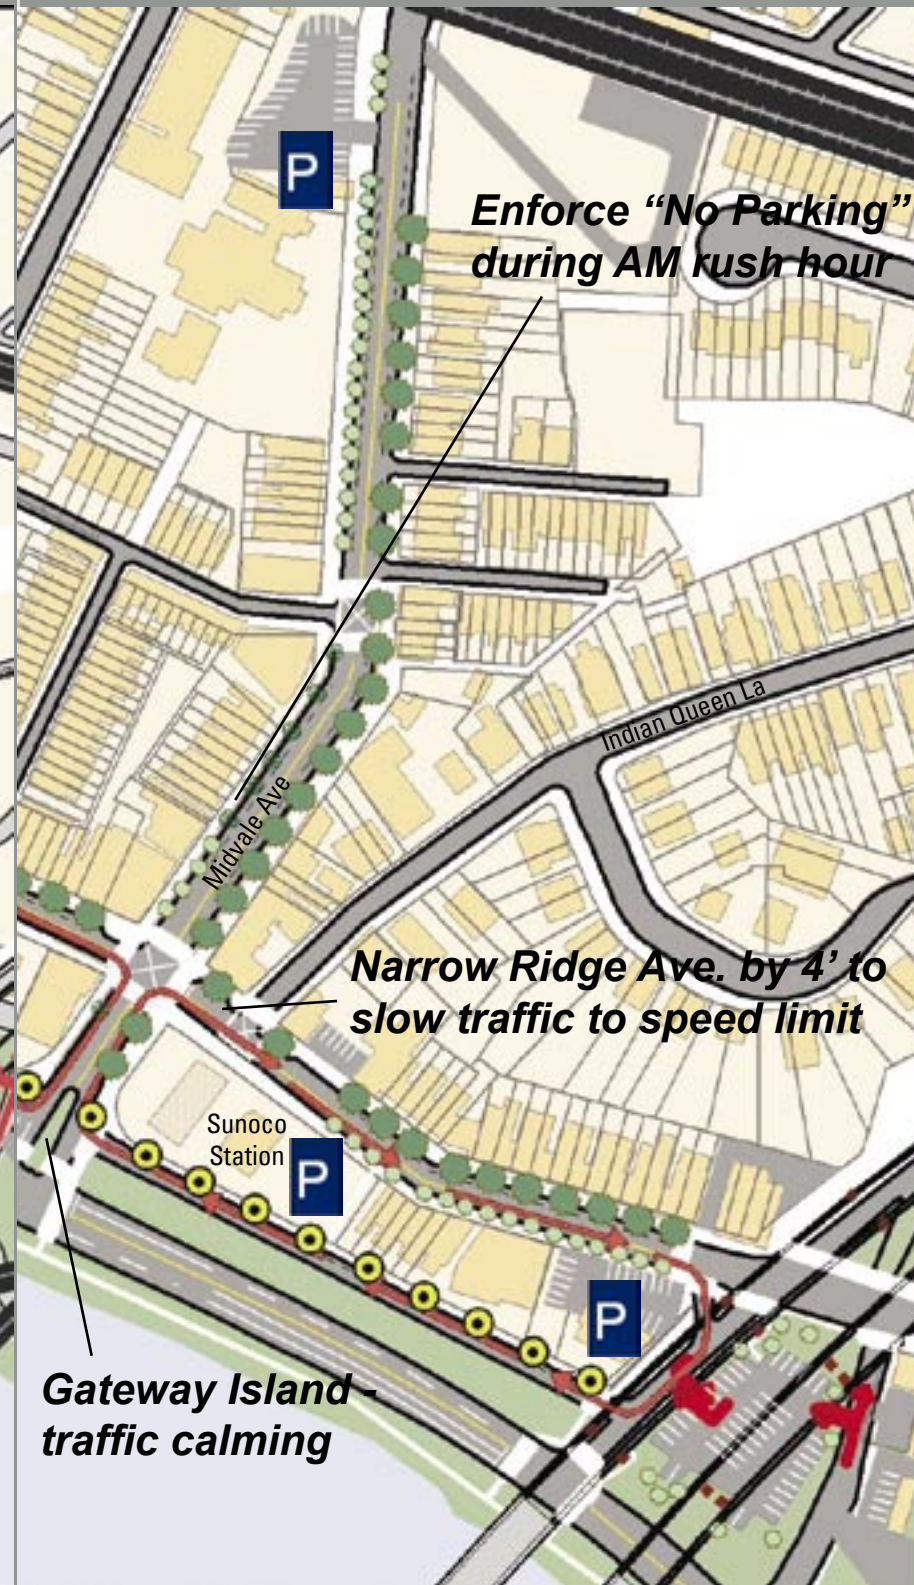 P
Enforce “No Parking”
during AM rush hour
Indian Queen La
Midvale Ave
Narrow Ridge Ave. by 4’ to
slow traffic to speed limit
Sunoco
Station
P
P
Gateway Island -
traffic calming